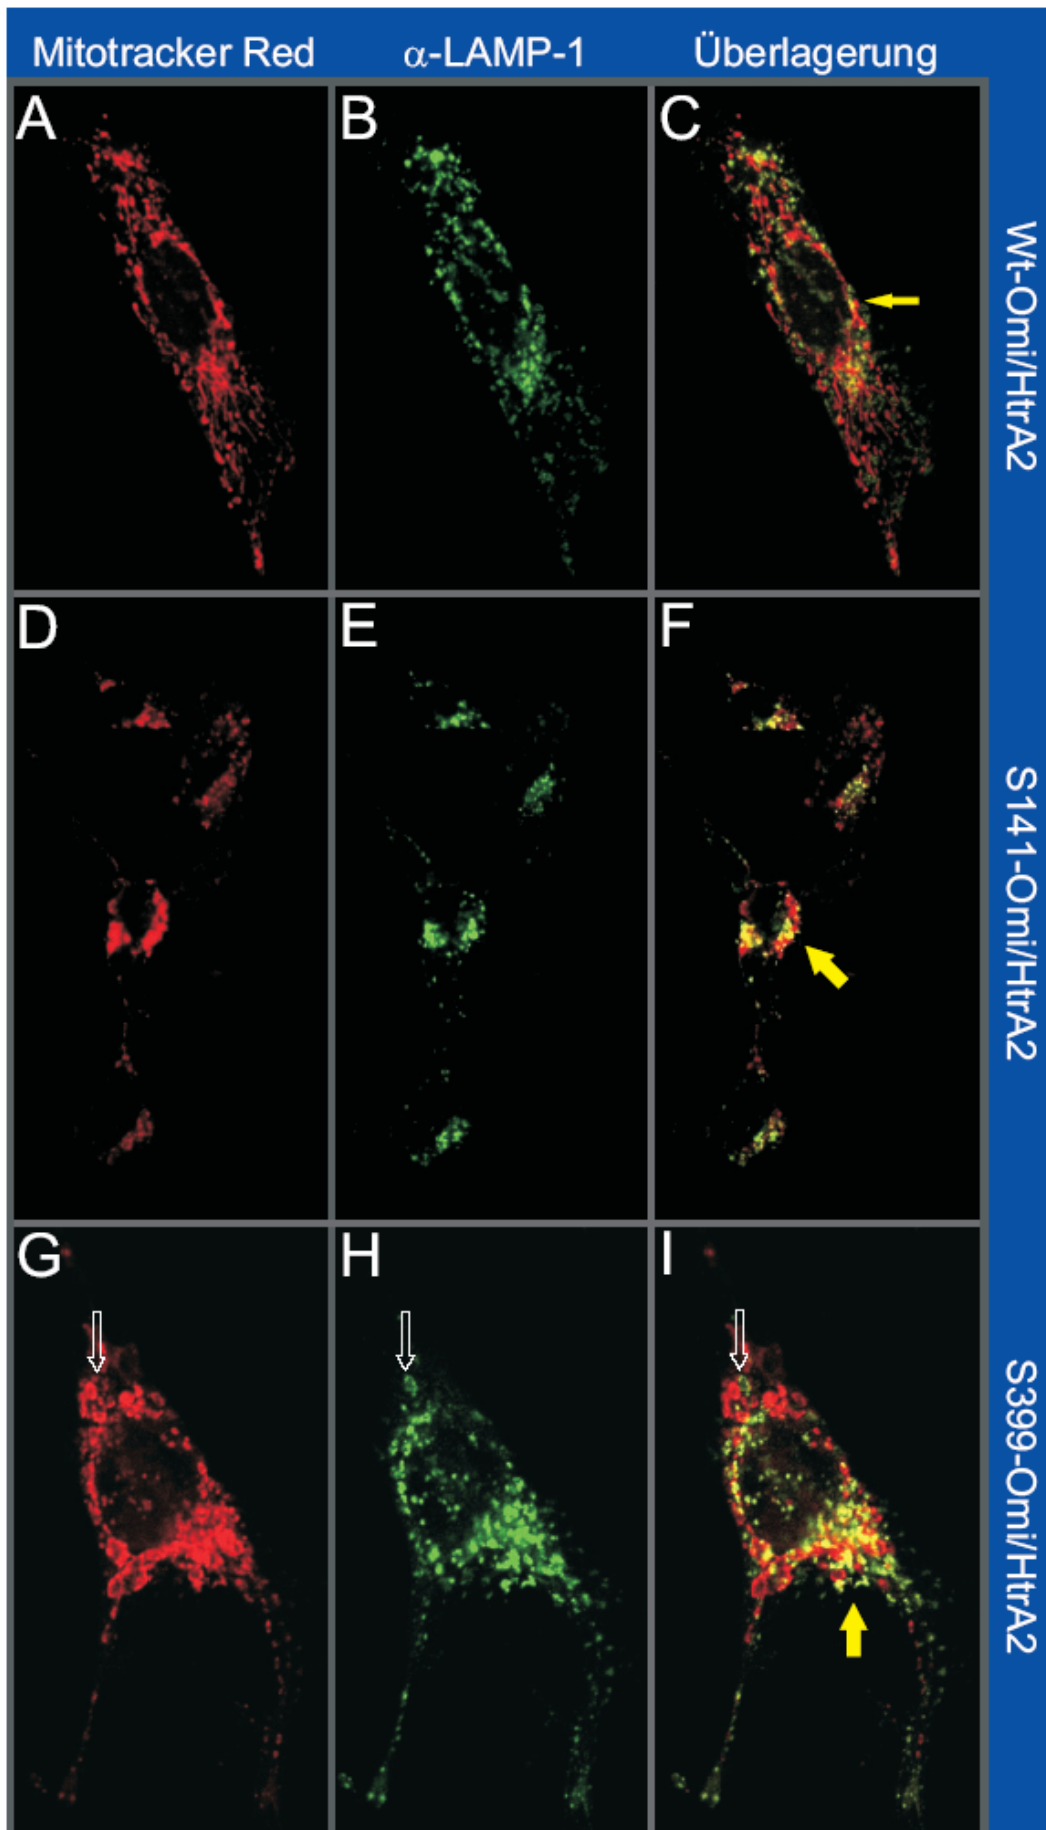 Mitotracker Red
α-LAMP-1
Überlagerung
A
B
C
Wt-Omi/HtrA2
D
E
F
S141-Omi/HtrA2
G
H
I
S399-Omi/HtrA2